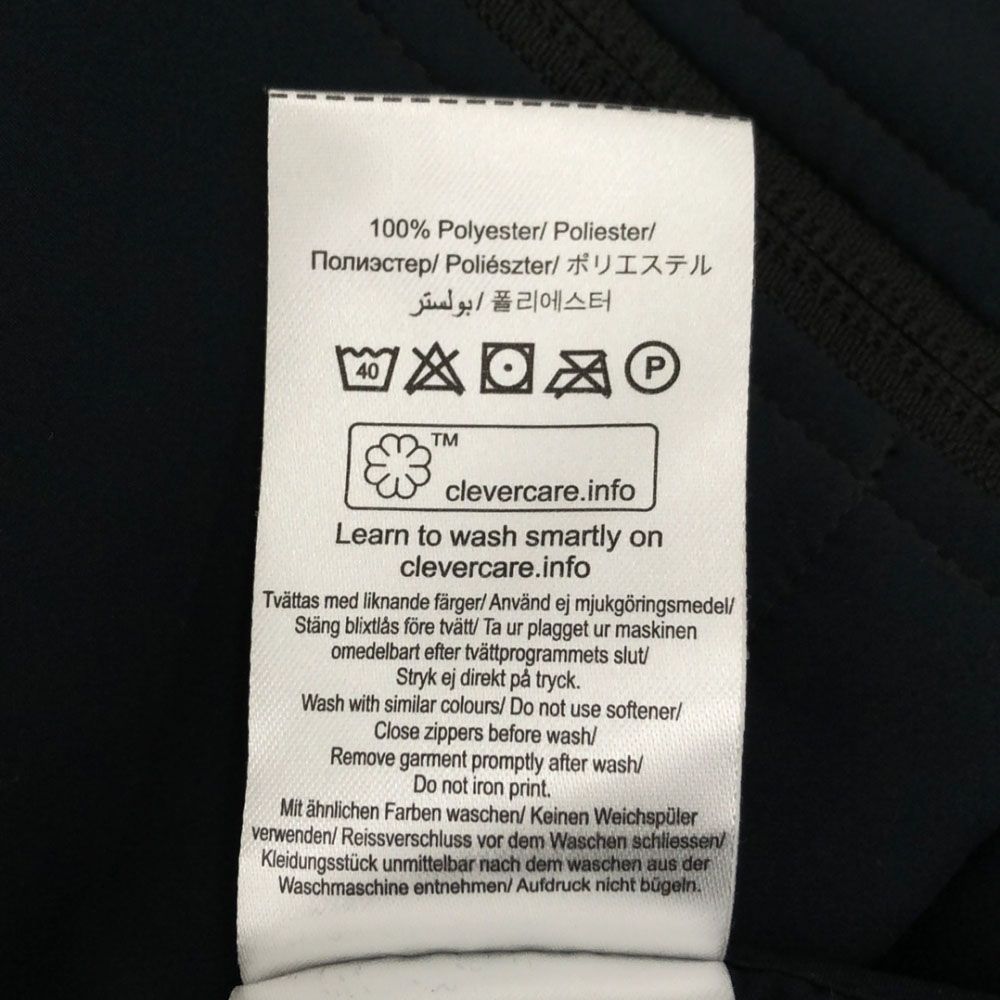 100% Polyester/ Poliester/
Полиэстер/ Poliészter/ ポリエステル
بولستر/ 폴리에스터
40 P
TM
clevercare.info
Learn to wash smartly on
clevercare.info
Tvättas med liknande färger/ Använd ej mjukgöringsmedel/
Stäng blixtlås före tvätt/ Ta ur plagget ur maskinen
omedelbart efter tvättprogrammets slut/
Stryk ej direkt på tryck.
Wash with similar colours/ Do not use softener/
Close zippers before wash/
Remove garment promptly after wash/
Do not iron print.
Mit ähnlichen Farben waschen/ Keinen Weichspüler
verwenden/ Reissverschluss vor dem Waschen schliessen/
Kleidungsstück unmittelbar nach dem waschen aus der
Waschmaschine entnehmen/ Aufdruck nicht bügeln.